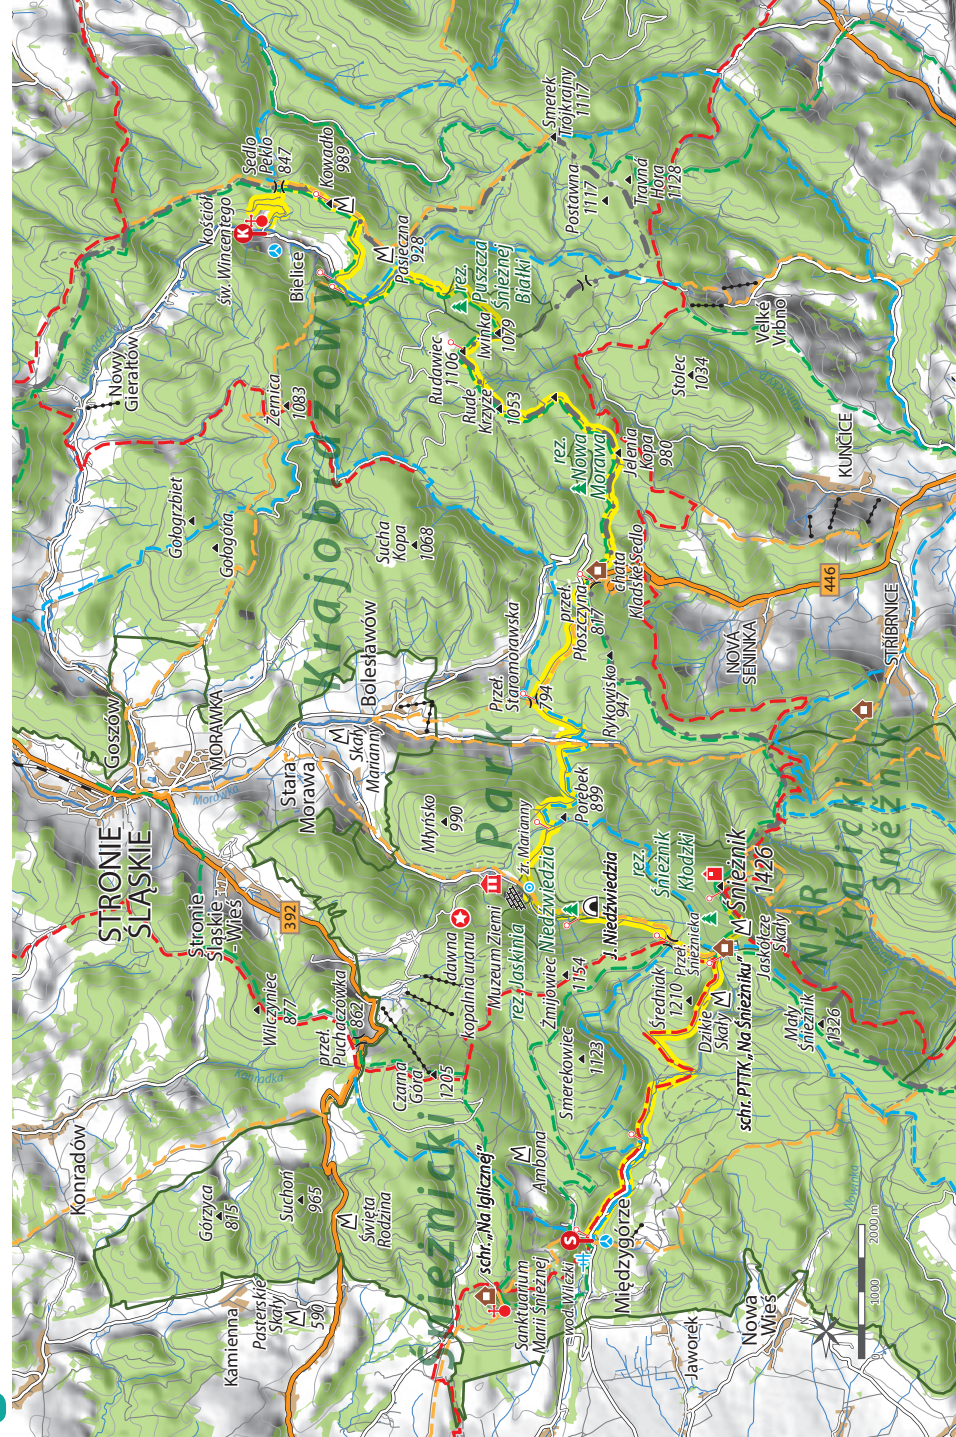 STRONIE
ŚLĄSKIE
Stronie
Śląskie
- Wieś
392
Goszów
MORAWKA
Morawka
Stara
Morawa
Skały
Marianny
Bolesławów
Nowy
Gierałtów
Gołogrzbiet
Gołogóra
Żernica
1083
Sucha
Kopa
1068
Bielice
kościół
św. Wincentego
K
Sedlo
Peklo
847
Kowadło
989
Pasieczna
928
rez.
Puszcza
Śnieżnej
Białki
Iwinka
1079
Rudawiec
1106
Rude
Krzyże
1053
Smerek
Trójkrajny
1117
Postawna
1117
Travná
Hora
1128
Velké
Vrbno
Stolec
1034
rez.
Nowa
Morawa
Jelenia
Kopa
980
KUNČICE
chata
Kladské Sedlo
446
przeł.
Płoszczyna
817
Przeł.
Staromorawska
794
Rykowisko
947
NOVÁ
SENINKA
STŘÍBRNICE
Młyńsko
990
Porębek
899
źr. Marianny
Park
Krajobrazowy
Śnieżnicki
NPR
Králický
Sněžník
rez.
Śnieżnik
Kłodzki
Śnieżnik
1426
Jaskółcze
Skały
Mały
Śnieżnik
1326
schr. PTTK „Na Śnieżniku”
Przeł.
Śnieżnicka
J. Niedźwiedzia
rez. Jaskinia Niedźwiedzia
Muzeum Ziemi
dawna
kopalnia uranu
Żmijowiec
1154
Średniak
1210
Dzikie
Skały
Smerekowiec
1123
Wilczyniec
877
przeł.
Puchaczówka
862
Czarna
Góra
1205
Konradka
Konradów
Górzyca
815
Suchoń
965
Święta
Rodzina
Kamienna
Pasterskie
Skały
590
schr. „Na Iglicznej”
Sanktuarium
Marii Śnieżnej
Ambona
wod. Wilczki
S
Międzygórze
Jaworek
Nowa
Wieś
0
1000
2000 m